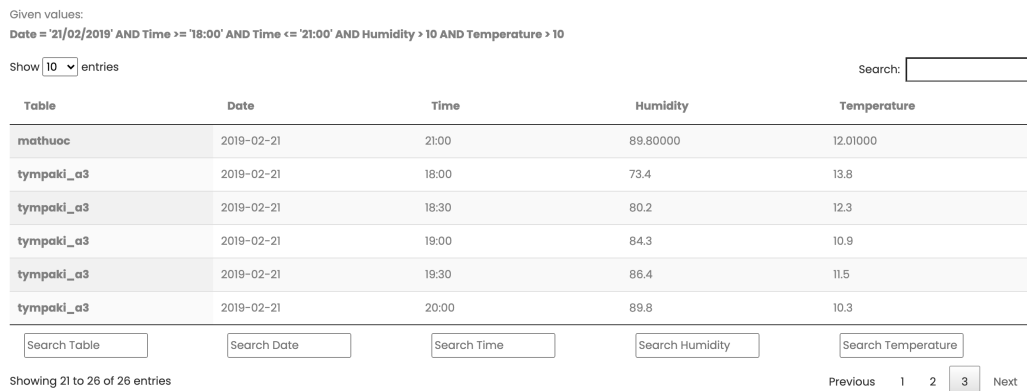 Given values:
Date = '21/02/2019' AND Time >= '18:00' AND Time <= '21:00' AND Humidity > 10 AND Temperature > 10
Show 10 entries Search:
Table Date Time Humidity Temperature
mathuoc 2019-02-21 21:00 89.80000 12.01000
tympaki_a3 2019-02-21 18:00 73.4 13.8
tympaki_a3 2019-02-21 18:30 80.2 12.3
tympaki_a3 2019-02-21 19:00 84.3 10.9
tympaki_a3 2019-02-21 19:30 86.4 11.5
tympaki_a3 2019-02-21 20:00 89.8 10.3
Search Table Search Date Search Time Search Humidity Search Temperature
Showing 21 to 26 of 26 entries Previous 1 2 3 Next